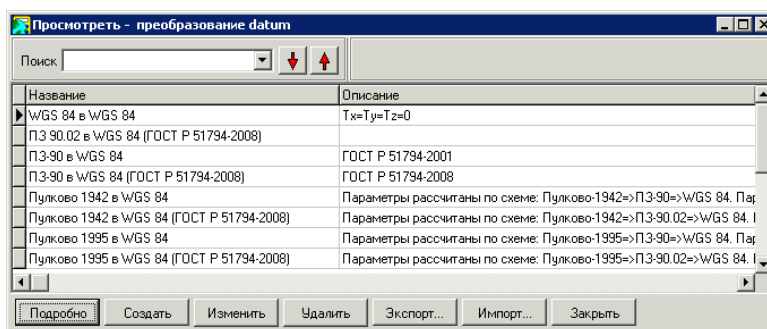 Просмотреть - преобразование datum
Поиск
Название Описание
WGS 84 в WGS 84 Tx=Ty=Tz=0
ПЗ 90.02 в WGS 84 (ГОСТ Р 51794-2008)
ПЗ-90 в WGS 84 ГОСТ Р 51794-2001
ПЗ-90 в WGS 84 (ГОСТ Р 51794-2008) ГОСТ Р 51794-2008
Пулково 1942 в WGS 84 Параметры рассчитаны по схеме: Пулково-1942=>ПЗ-90=>WGS 84. Пар
Пулково 1942 в WGS 84 (ГОСТ Р 51794-2008) Параметры рассчитаны по схеме: Пулково-1942=>ПЗ-90.02=>WGS 84.
Пулково 1995 в WGS 84 Параметры рассчитаны по схеме: Пулково-1995=>ПЗ-90=>WGS 84. Пар
Пулково 1995 в WGS 84 (ГОСТ Р 51794-2008) Параметры рассчитаны по схеме: Пулково-1995=>ПЗ-90.02=>WGS 84.
Подробно Создать Изменить Удалить Экспорт... Импорт... Закрыть